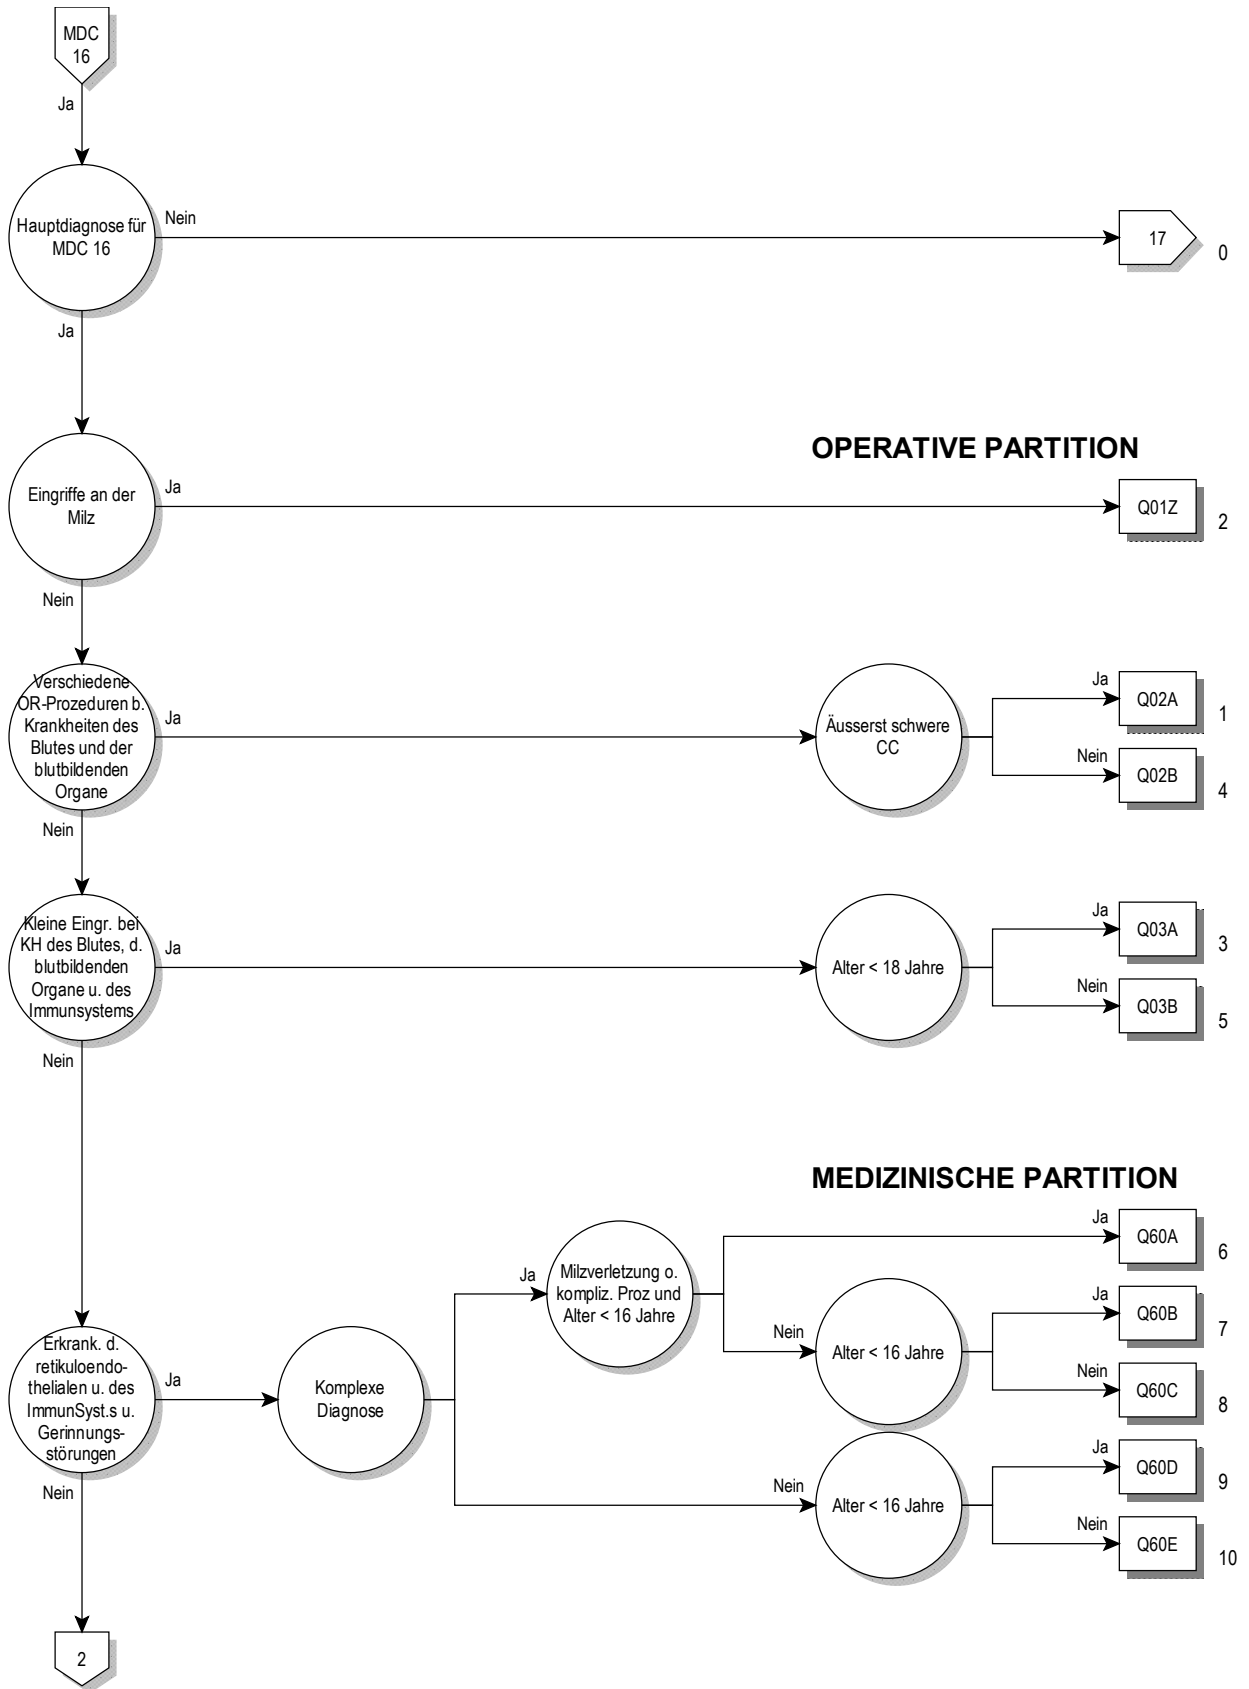 MDC
16
Ja
Hauptdiagnose für
MDC 16
Nein
17
0
Ja
OPERATIVE PARTITION
Eingriffe an der
Milz
Ja
Q01Z
2
Nein
Verschiedene
OR-Prozeduren b.
Krankheiten des
Blutes und der
blutbildenden
Organe
Ja
Äusserst schwere
CC
Ja
Q02A
1
Nein
Q02B
4
Nein
Kleine Eingr. bei
KH des Blutes, d.
blutbildenden
Organe u. des
Immunsystems
Ja
Alter < 18 Jahre
Ja
Q03A
3
Nein
Q03B
5
Nein
MEDIZINISCHE PARTITION
Erkrank. d.
retikuloendo-
thelialen u. des
ImmunSyst.s u.
Gerinnungs-
störungen
Ja
Komplexe
Diagnose
Ja
Milzverletzung o.
kompliz. Proz und
Alter < 16 Jahre
Ja
Q60A
6
Nein
Alter < 16 Jahre
Ja
Q60B
7
Nein
Q60C
8
Nein
Alter < 16 Jahre
Ja
Q60D
9
Nein
Q60E
10
Nein
2